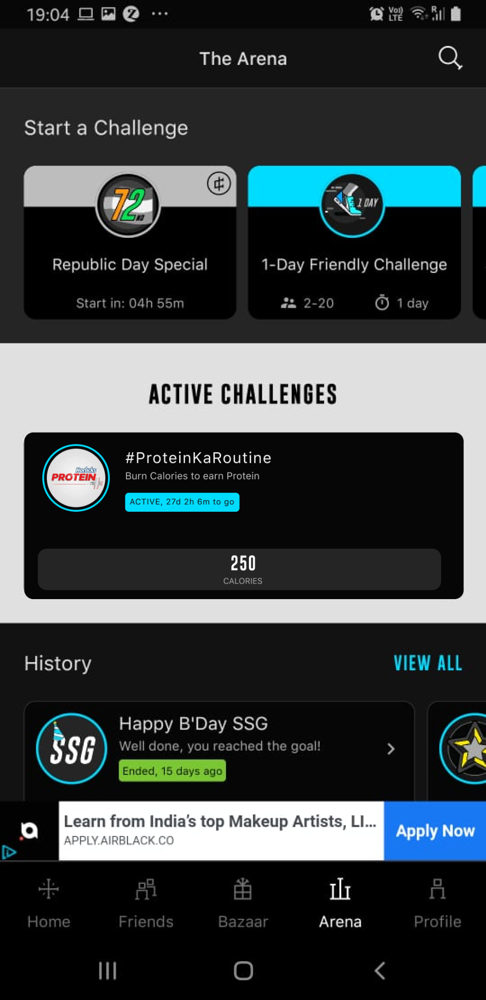 19:04
Vo))
LTE
R
The Arena
Start a Challenge
72
ND
Republic Day Special
Start in: 04h 55m
1 DAY
1-Day Friendly Challenge
2-20
1 day
ACTIVE CHALLENGES
Horlicks
PROTEIN
#ProteinKaRoutine
Burn Calories to earn Protein
ACTIVE, 27d 2h 6m to go
250
CALORIES
History
VIEW ALL
SSG
Happy B'Day SSG
Well done, you reached the goal!
Ended, 15 days ago
Learn from India's top Makeup Artists, LI...
APPLY.AIRBLACK.CO
Apply Now
Home
Friends
Bazaar
Arena
Profile